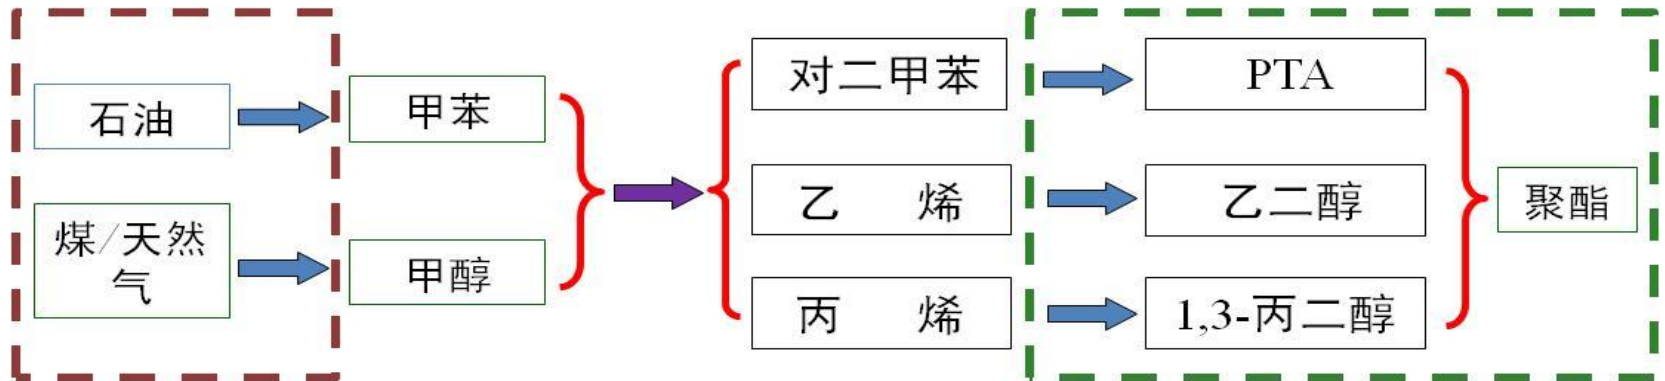 石油
煤/天然
气
甲苯
甲醇
对二甲苯
乙 烯
丙 烯
PTA
乙二醇
1,3-丙二醇
聚酯